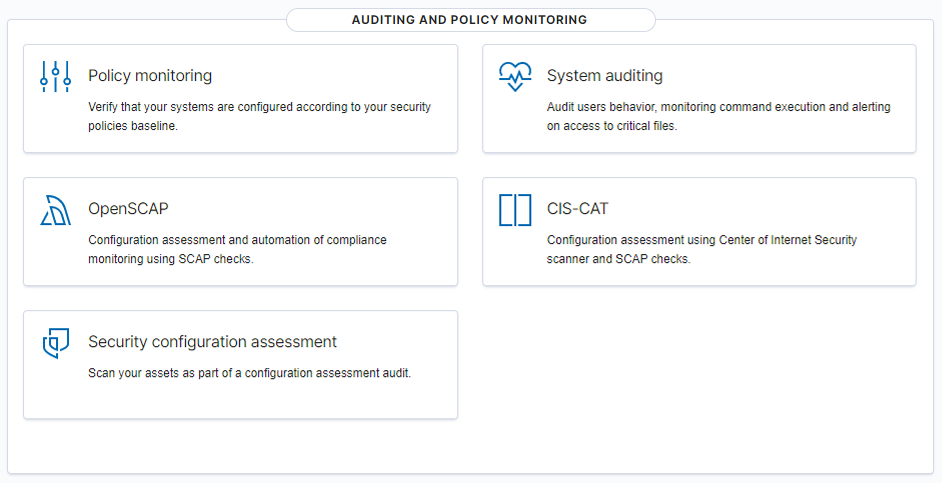 AUDITING AND POLICY MONITORING
Policy monitoring
Verify that your systems are configured according to your security
policies baseline.
System auditing
Audit users behavior, monitoring command execution and alerting
on access to critical files.
OpenSCAP
Configuration assessment and automation of compliance
monitoring using SCAP checks.
CIS-CAT
Configuration assessment using Center of Internet Security
scanner and SCAP checks.
Security configuration assessment
Scan your assets as part of a configuration assessment audit.